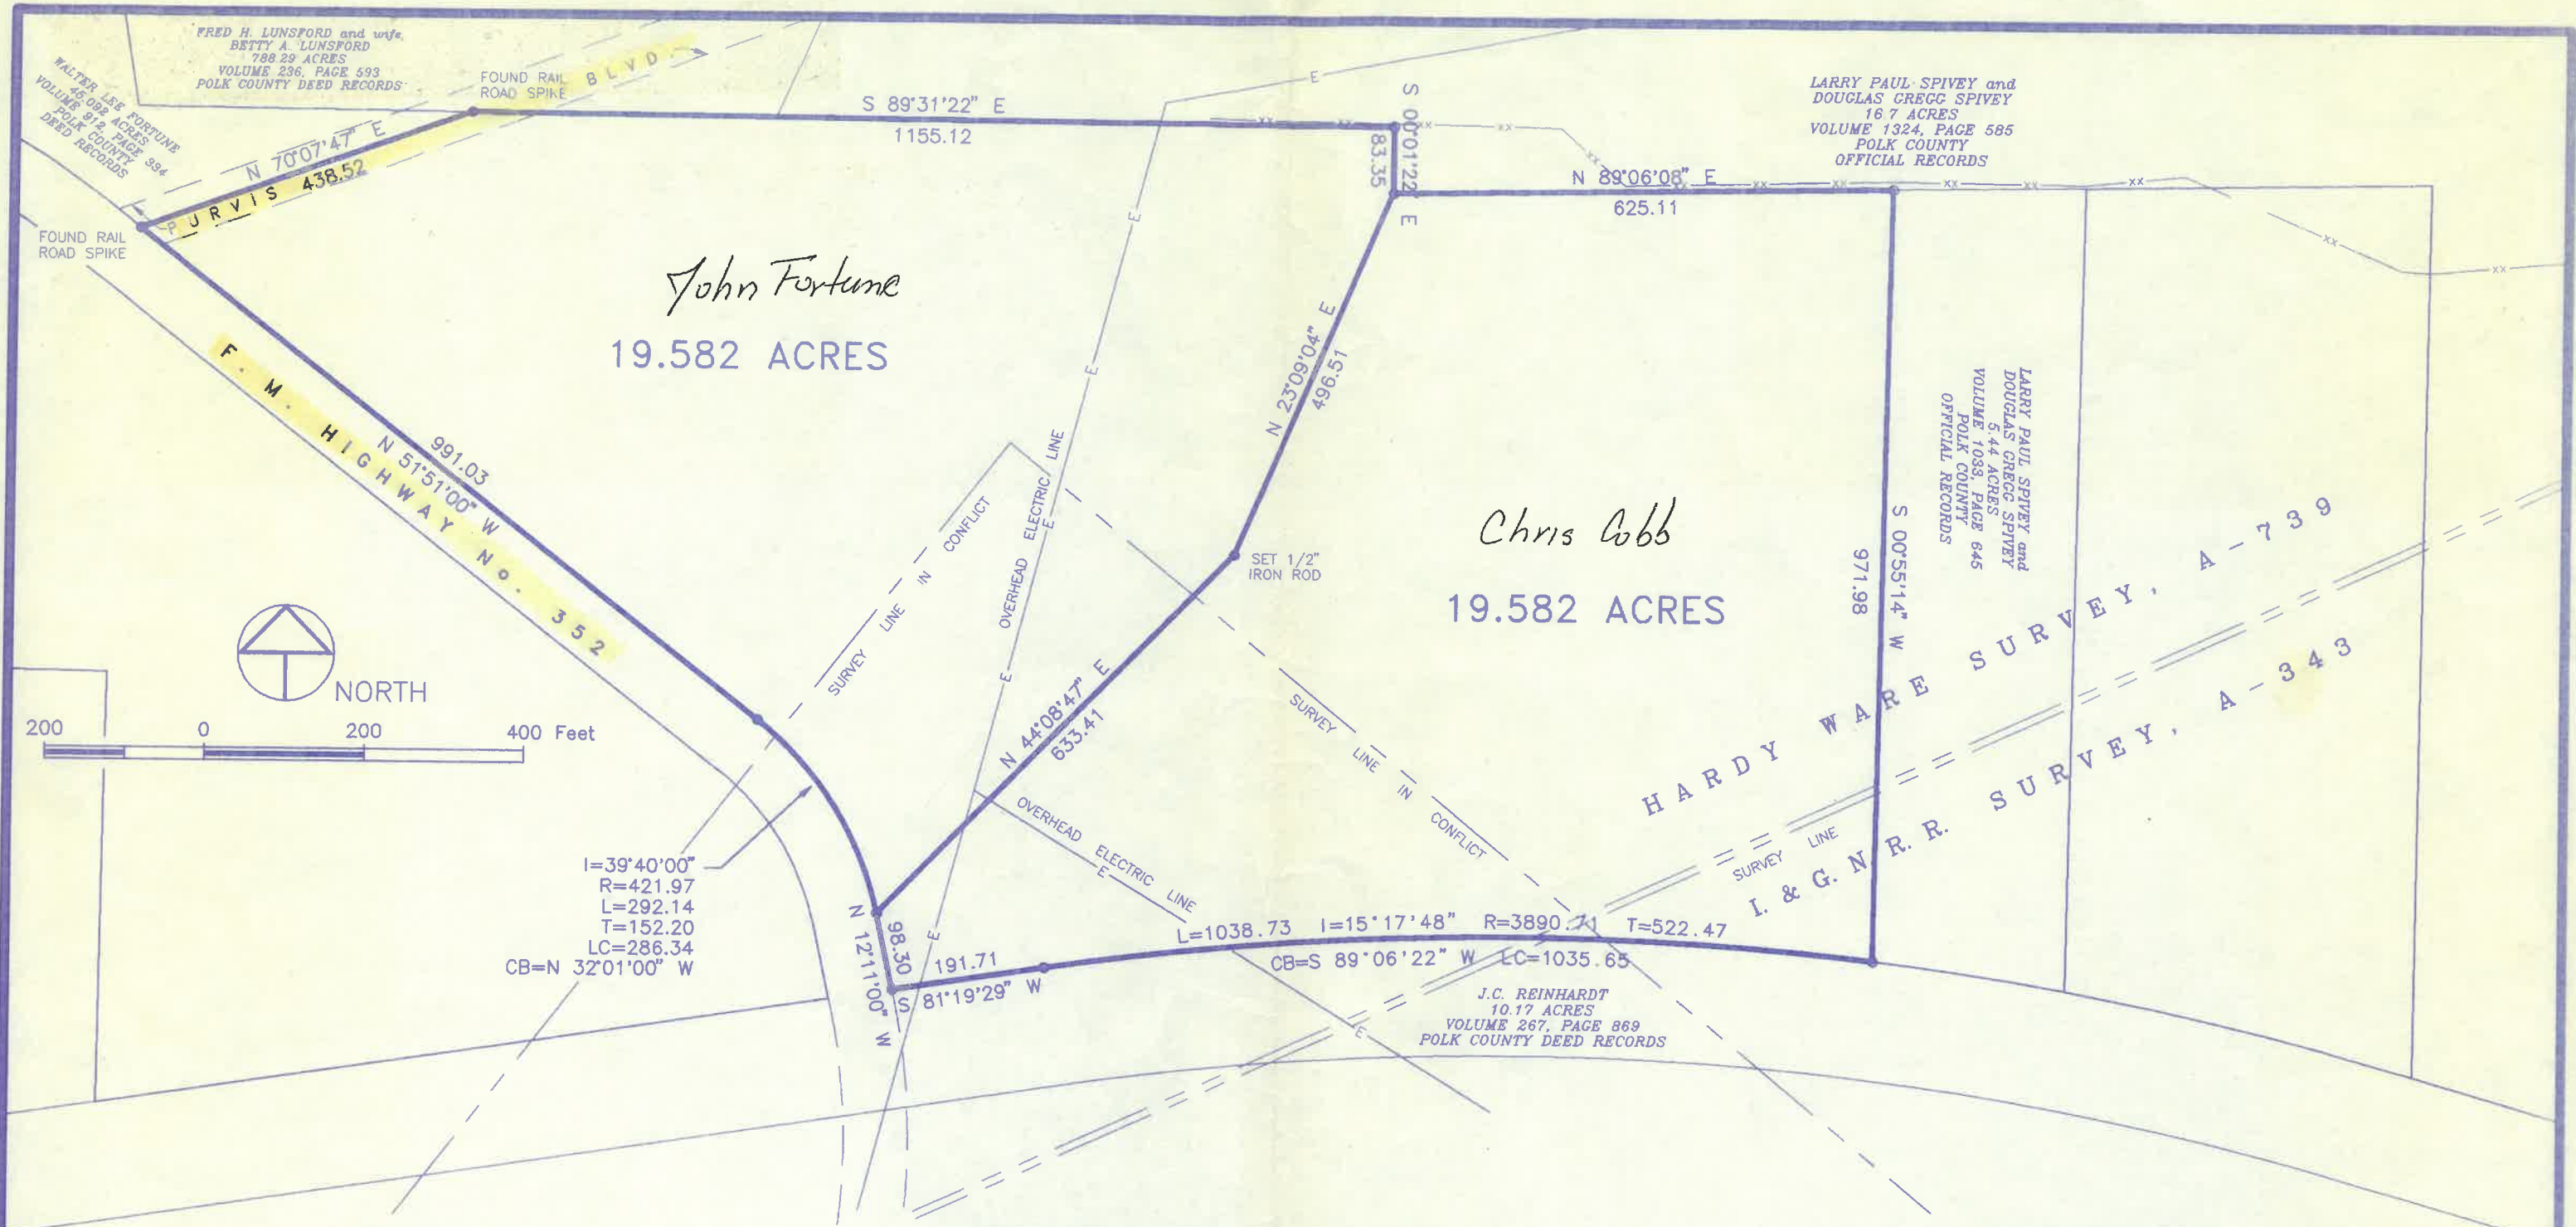 FRED H. LUNSFORD and wife,
BETTY A. LUNSFORD
788.29 ACRES
VOLUME 236, PAGE 593
POLK COUNTY DEED RECORDS
WALTER LEE FORTUNE
45.092 ACRES
VOLUME 912, PAGE 334
POLK COUNTY
DEED RECORDS
FOUND RAIL
ROAD SPIKE
PURVIS BLVD.
N 70°07'47" E
438.52
FOUND RAIL
ROAD SPIKE
S 89°31'22" E
1155.12
E
S 00°01'22" E
83.35
LARRY PAUL SPIVEY and
DOUGLAS GREGG SPIVEY
16.7 ACRES
VOLUME 1324, PAGE 585
POLK COUNTY
OFFICIAL RECORDS
N 89°06'08" E
625.11
John Fortune
19.582 ACRES
N 23°09'04" E
496.51
F. M. HIGHWAY No. 352
991.03
N 51°51'00" W
SURVEY LINE IN CONFLICT
OVERHEAD ELECTRIC LINE
SET 1/2"
IRON ROD
Chris Cobb
19.582 ACRES
S 00°55'14" W
971.98
LARRY PAUL SPIVEY and
DOUGLAS GREGG SPIVEY
5.44 ACRES
VOLUME 1033, PAGE 645
POLK COUNTY
OFFICIAL RECORDS
HARDY WARE SURVEY, A-739
SURVEY LINE
I. & G. N. R. R. SURVEY, A-343
NORTH
200 0 200 400 Feet
N 44°08'47" E
633.41
SURVEY LINE IN CONFLICT
OVERHEAD ELECTRIC LINE
I=39°40'00"
R=421.97
L=292.14
T=152.20
LC=286.34
CB=N 32°01'00" W
N 12°11'00" W
98.30
191.71
S 81°19'29" W
L=1038.73 I=15°17'48" R=3890.71 T=522.47
CB=S 89°06'22" W LC=1035.65
J.C. REINHARDT
10.17 ACRES
VOLUME 267, PAGE 869
POLK COUNTY DEED RECORDS